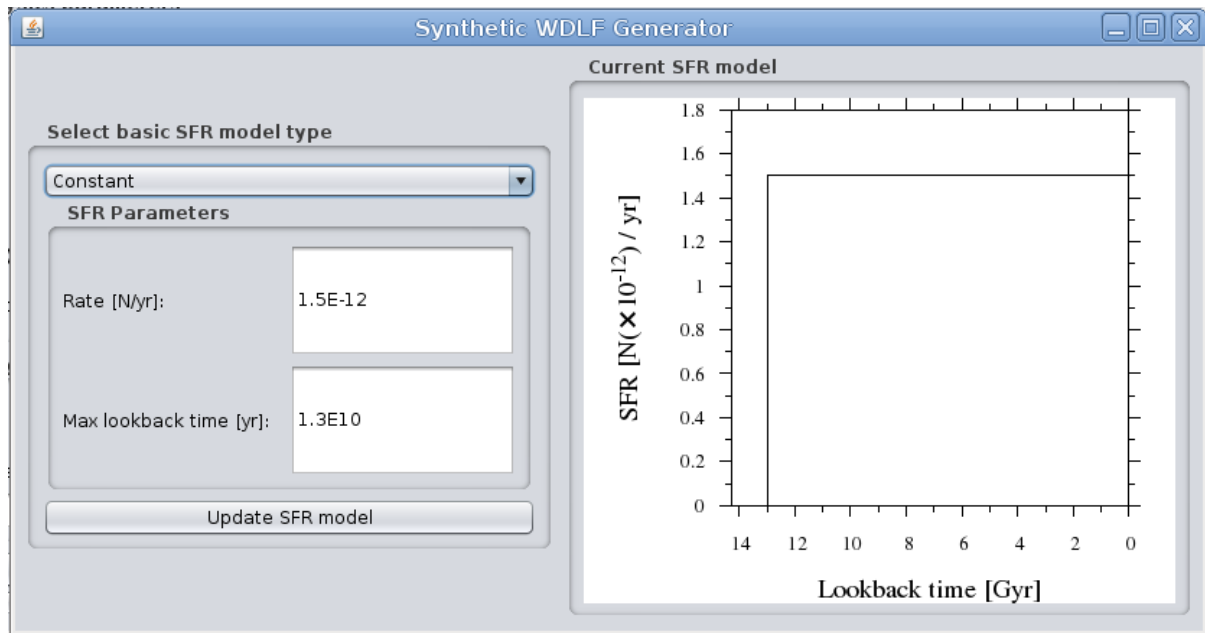 Synthetic WDLF Generator
Select basic SFR model type
Constant
SFR Parameters
Rate [N/yr]:
1.5E-12
Max lookback time [yr]:
1.3E10
Update SFR model
Current SFR model
SFR [N(×10-12) / yr]
1.8
1.6
1.4
1.2
1
0.8
0.6
0.4
0.2
0
14 12 10 8 6 4 2 0
Lookback time [Gyr]